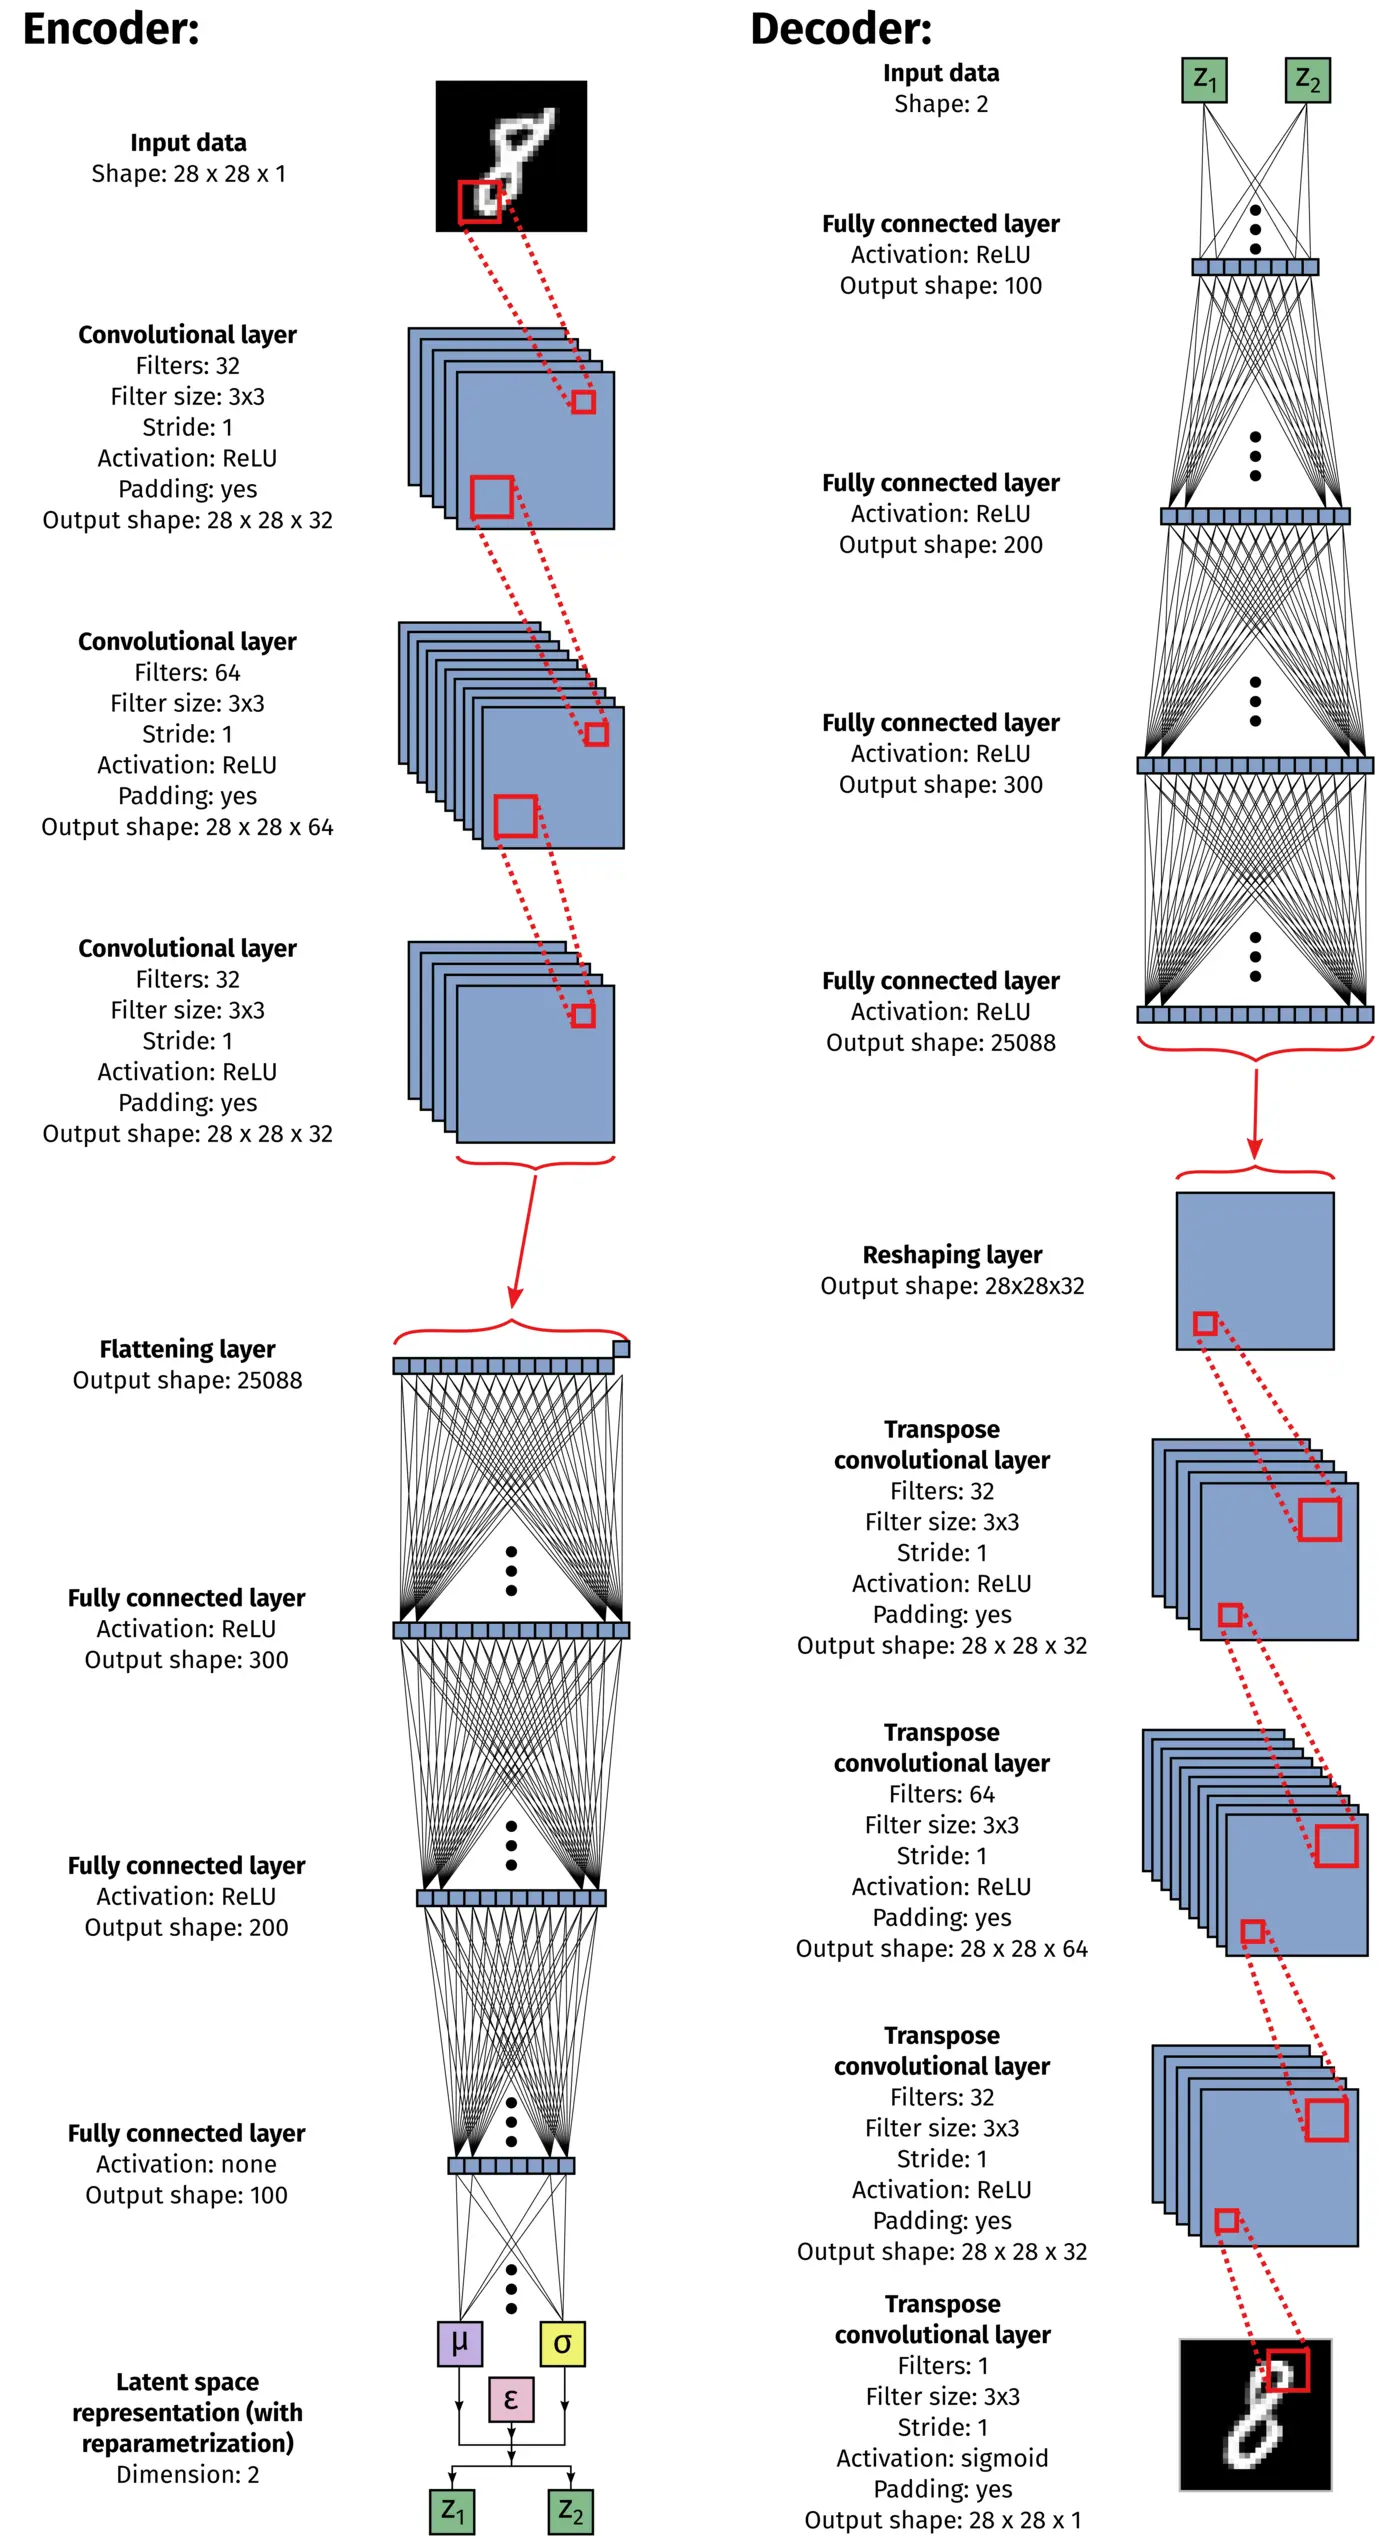 Encoder:
Input data
Shape: 28 x 28 x 1
Convolutional layer
Filters: 32
Filter size: 3x3
Stride: 1
Activation: ReLU
Padding: yes
Output shape: 28 x 28 x 32
Convolutional layer
Filters: 64
Filter size: 3x3
Stride: 1
Activation: ReLU
Padding: yes
Output shape: 28 x 28 x 64
Convolutional layer
Filters: 32
Filter size: 3x3
Stride: 1
Activation: ReLU
Padding: yes
Output shape: 28 x 28 x 32
Flattening layer
Output shape: 25088
Fully connected layer
Activation: ReLU
Output shape: 300
Fully connected layer
Activation: ReLU
Output shape: 200
Fully connected layer
Activation: none
Output shape: 100
μ σ
ε
Latent space
representation (with
reparametrization)
Dimension: 2
z1 z2
Decoder:
z1 z2
Input data
Shape: 2
Fully connected layer
Activation: ReLU
Output shape: 100
Fully connected layer
Activation: ReLU
Output shape: 200
Fully connected layer
Activation: ReLU
Output shape: 300
Fully connected layer
Activation: ReLU
Output shape: 25088
Reshaping layer
Output shape: 28x28x32
Transpose
convolutional layer
Filters: 32
Filter size: 3x3
Stride: 1
Activation: ReLU
Padding: yes
Output shape: 28 x 28 x 32
Transpose
convolutional layer
Filters: 64
Filter size: 3x3
Stride: 1
Activation: ReLU
Padding: yes
Output shape: 28 x 28 x 64
Transpose
convolutional layer
Filters: 32
Filter size: 3x3
Stride: 1
Activation: ReLU
Padding: yes
Output shape: 28 x 28 x 32
Transpose
convolutional layer
Filters: 1
Filter size: 3x3
Stride: 1
Activation: sigmoid
Padding: yes
Output shape: 28 x 28 x 1